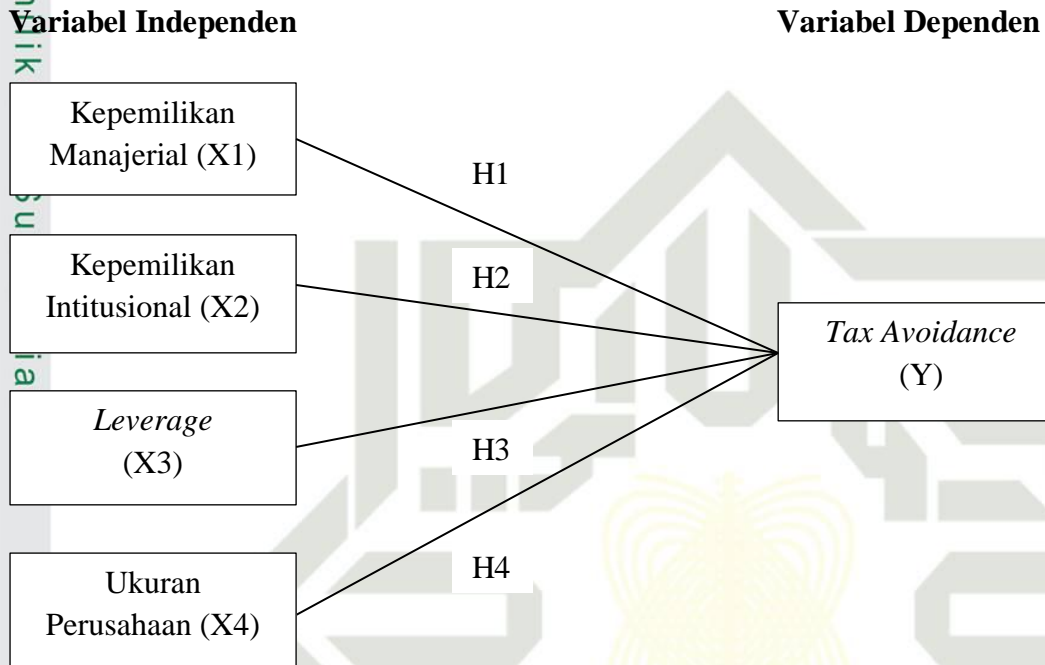 Variabel Independen
Variabel Dependen
Kepemilikan
Manajerial (X1)
H1
Kepemilikan
Intitusional (X2)
H2
Tax Avoidance
(Y)
Leverage
(X3)
H3
Ukuran
Perusahaan (X4)
H4